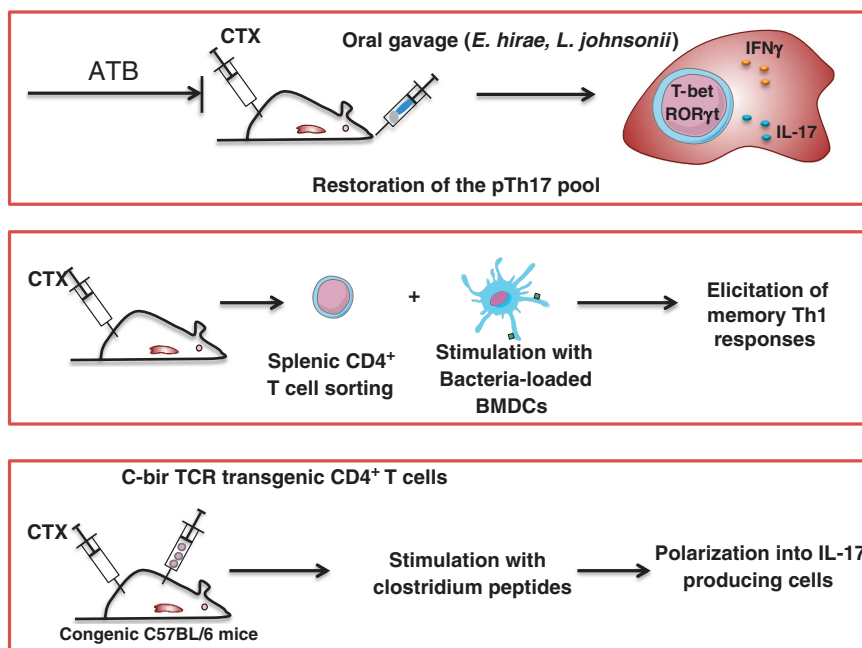 CTX
Oral gavage (E. hirae, L. johnsonii)
ATB
IFNγ
T-bet
RORγt
IL-17
Restoration of the pTh17 pool
CTX
+
Elicitation of
memory Th1
responses
Splenic CD4+
T cell sorting
Stimulation with
Bacteria-loaded
BMDCs
C-bir TCR transgenic CD4+ T cells
CTX
Stimulation with
clostridium peptides
Polarization into IL-17
producing cells
Congenic C57BL/6 mice